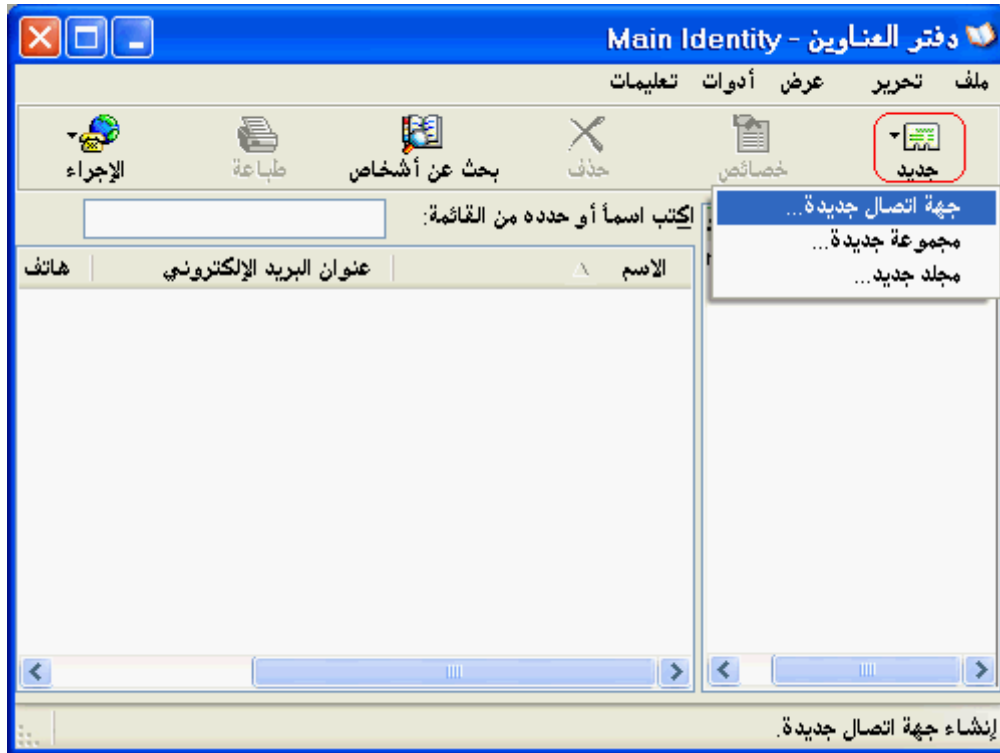 دفتر العناوين - Main Identity
ملف تحرير عرض أدوات تعليمات
جديد خصائص حذف بحث عن أشخاص طباعة الإجراء
جهة اتصال جديدة...
مجموعة جديدة...
مجلد جديد...
اكتب اسماً أو حدده من القائمة:
الاسم عنوان البريد الإلكتروني هاتف
إنشاء جهة اتصال جديدة.